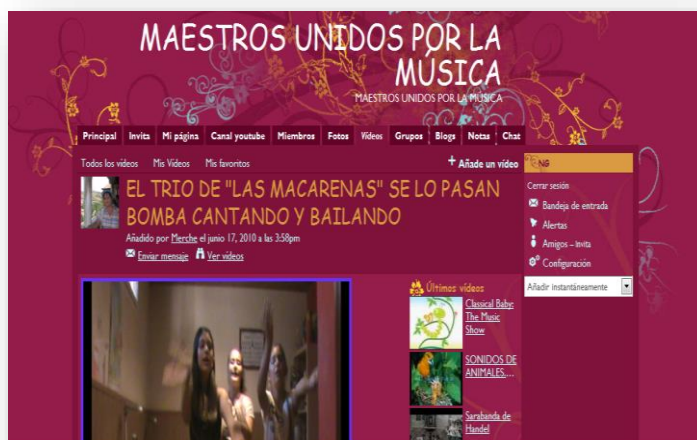 MAESTROS UNIDOS POR LA
MÚSICA
MAESTROS UNIDOS POR LA MÚSICA
Principal Invita Mi página Canal youtube Miembros Fotos Vídeos Grupos Blogs Notas Chat
Todos los vídeos Mis Vídeos Mis favoritos + Añade un vídeo
EL TRIO DE "LAS MACARENAS" SE LO PASAN
BOMBA CANTANDO Y BAILANDO
Añadido por Merche el junio 17, 2010 a las 3:58pm
Enviar mensaje Ver vídeos
Últimos vídeos
Classical Baby:
The Music
Show
SONIDOS DE
ANIMALES....
Sarabanda de
Handel
NG
Cerrar sesión
Bandeja de entrada
Alertas
Amigos – Invita
Configuración
Añadir instantáneamente